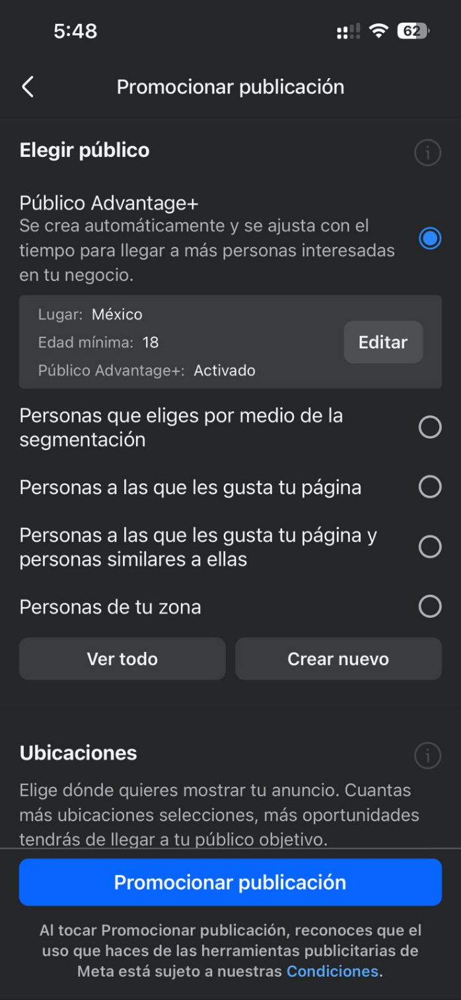 5:48
62
Promocionar publicación
Elegir público
Público Advantage+
Se crea automáticamente y se ajusta con el
tiempo para llegar a más personas interesadas
en tu negocio.
Lugar: México
Edad mínima: 18
Editar
Público Advantage+: Activado
Personas que eliges por medio de la
segmentación
Personas a las que les gusta tu página
Personas a las que les gusta tu página y
personas similares a ellas
Personas de tu zona
Ver todo
Crear nuevo
Ubicaciones
Elige dónde quieres mostrar tu anuncio. Cuantas
más ubicaciones selecciones, más oportunidades
tendrás de llegar a tu público objetivo.
Promocionar publicación
Al tocar Promocionar publicación, reconoces que el
uso que haces de las herramientas publicitarias de
Meta está sujeto a nuestras Condiciones.